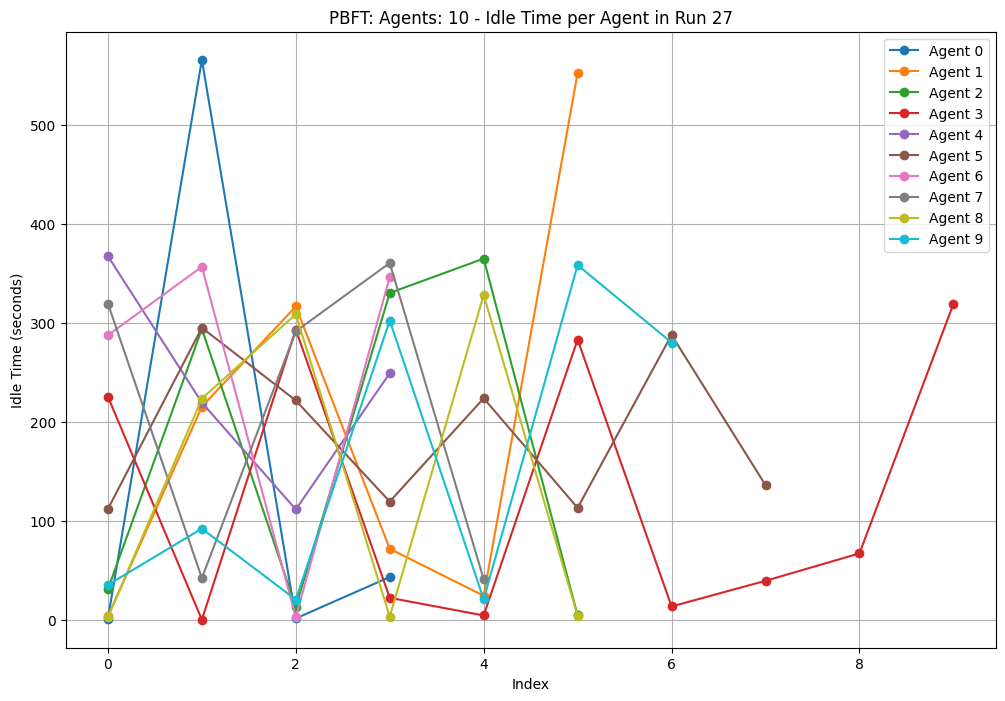 PBFT: Agents: 10 - Idle Time per Agent in Run 27
Idle Time (seconds)
500
400
300
200
100
0
0
2
4
6
8
Index
Agent 0
Agent 1
Agent 2
Agent 3
Agent 4
Agent 5
Agent 6
Agent 7
Agent 8
Agent 9